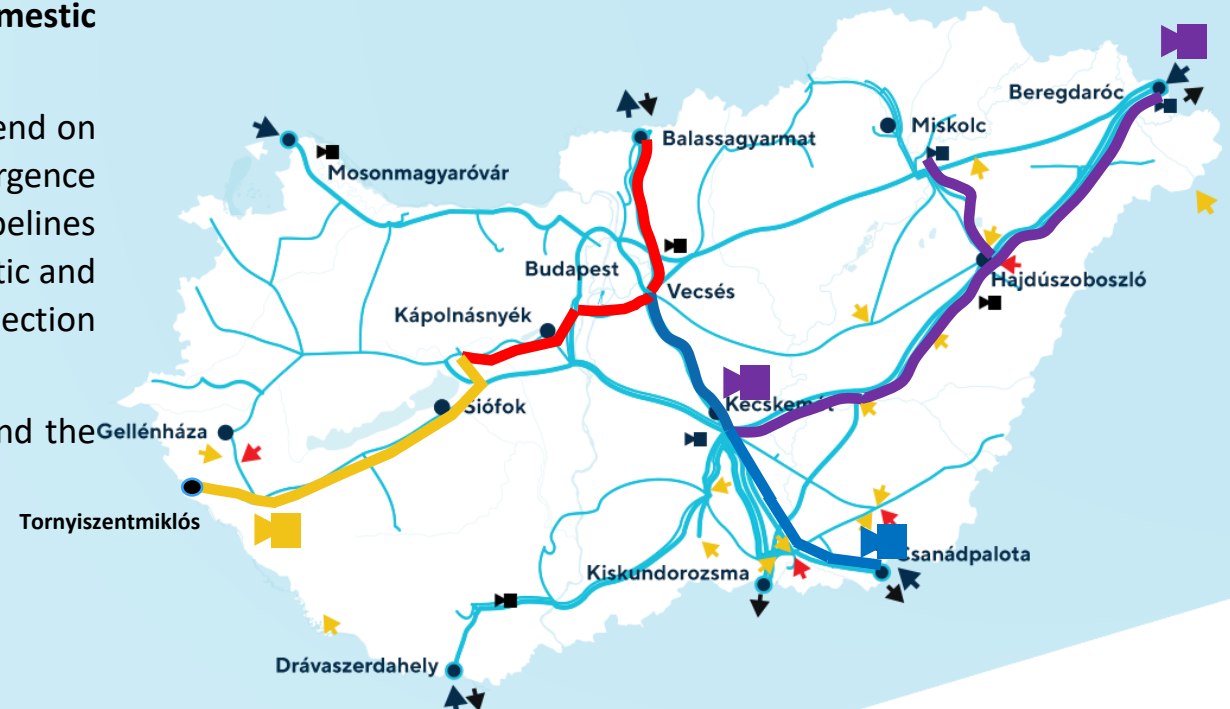 mestic
end on
rgence
pelines
tic and
ection
nd the
Beregdaróc
Miskolc
Balassagyarmat
Mosonmagyaróvár
Budapest
Hajdúszoboszló
Vecsés
Kápolnásnyék
Kecskemét
Siófok
Gellénháza
Tornyiszentmiklós
Csanádpalota
Kiskundorozsma
Drávaszerdahely